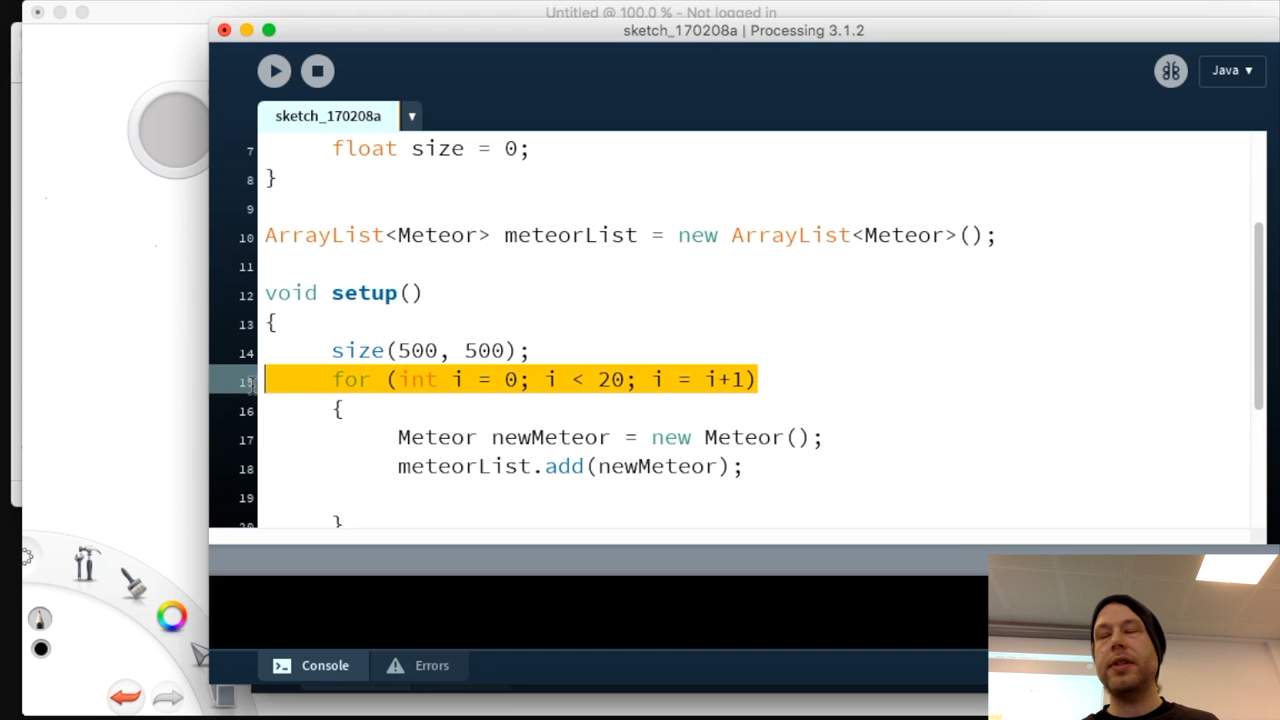 Untitled @ 100.0 % - Not logged in
sketch_170208a | Processing 3.1.2
Java ▾
sketch_170208a ▾
7 float size = 0;
8 }
9
10 ArrayList<Meteor> meteorList = new ArrayList<Meteor>();
11
12 void setup()
13 {
14 size(500, 500);
15 for (int i = 0; i < 20; i = i+1)
16 {
17 Meteor newMeteor = new Meteor();
18 meteorList.add(newMeteor);
19
20 }
Console Errors